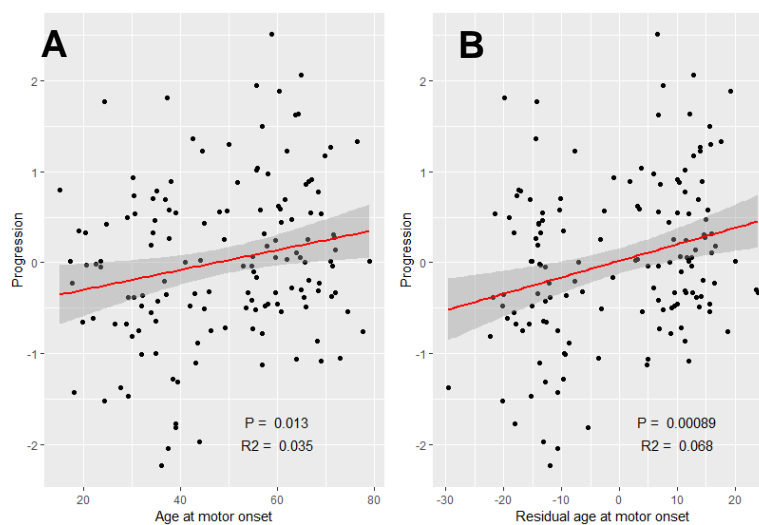 A
B
Progression
2
1
0
-1
-2
P = 0.013
R2 = 0.035
20
40
60
80
Age at motor onset
Progression
2
1
0
-1
-2
P = 0.00089
R2 = 0.068
-30
-20
-10
0
10
20
Residual age at motor onset